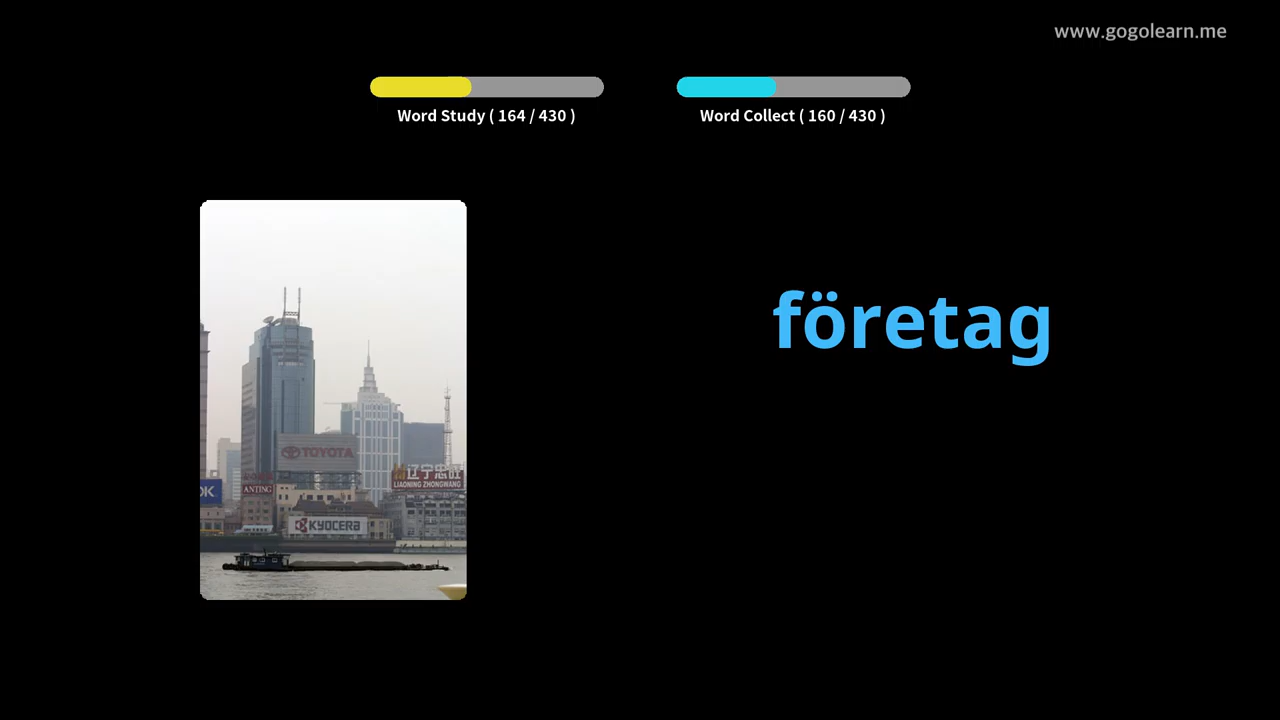 www.gogolearn.me
Word Study ( 164 / 430 )
Word Collect ( 160 / 430 )
företag
TOYOTA
辽宁忠旺
LIAONING ZHONGWANG
OK
ANTING
KYOCERA